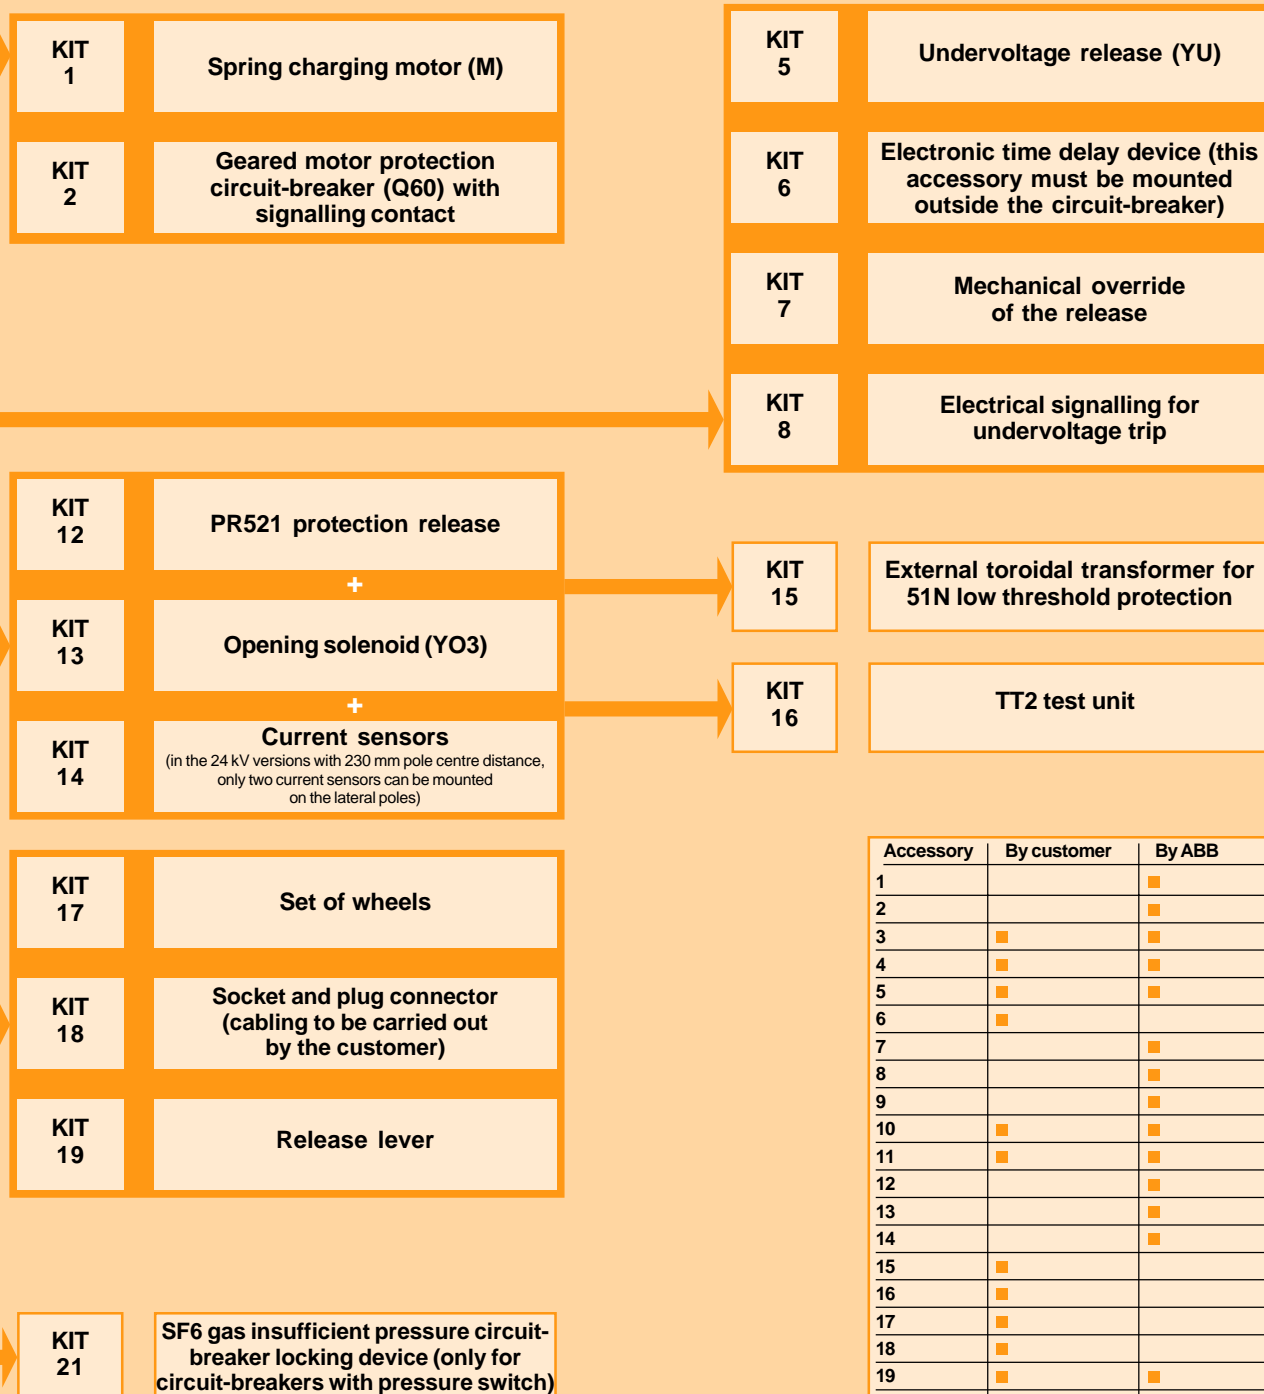 KIT
1
Spring charging motor (M)
KIT
2
Geared motor protection
circuit-breaker (Q60) with
signalling contact
KIT
5
Undervoltage release (YU)
KIT
6
Electronic time delay device (this
accessory must be mounted
outside the circuit-breaker)
KIT
7
Mechanical override
of the release
KIT
8
Electrical signalling for
undervoltage trip
KIT
12
PR521 protection release
+
KIT
13
Opening solenoid (YO3)
+
KIT
14
Current sensors
(in the 24 kV versions with 230 mm pole centre distance,
only two current sensors can be mounted
on the lateral poles)
KIT
15
External toroidal transformer for
51N low threshold protection
KIT
16
TT2 test unit
KIT
17
Set of wheels
KIT
18
Socket and plug connector
(cabling to be carried out
by the customer)
KIT
19
Release lever
KIT
21
SF6 gas insufficient pressure circuit-
breaker locking device (only for
circuit-breakers with pressure switch)
Accessory By customer By ABB
1
2
3
4
5
6
7
8
9
10
11
12
13
14
15
16
17
18
19